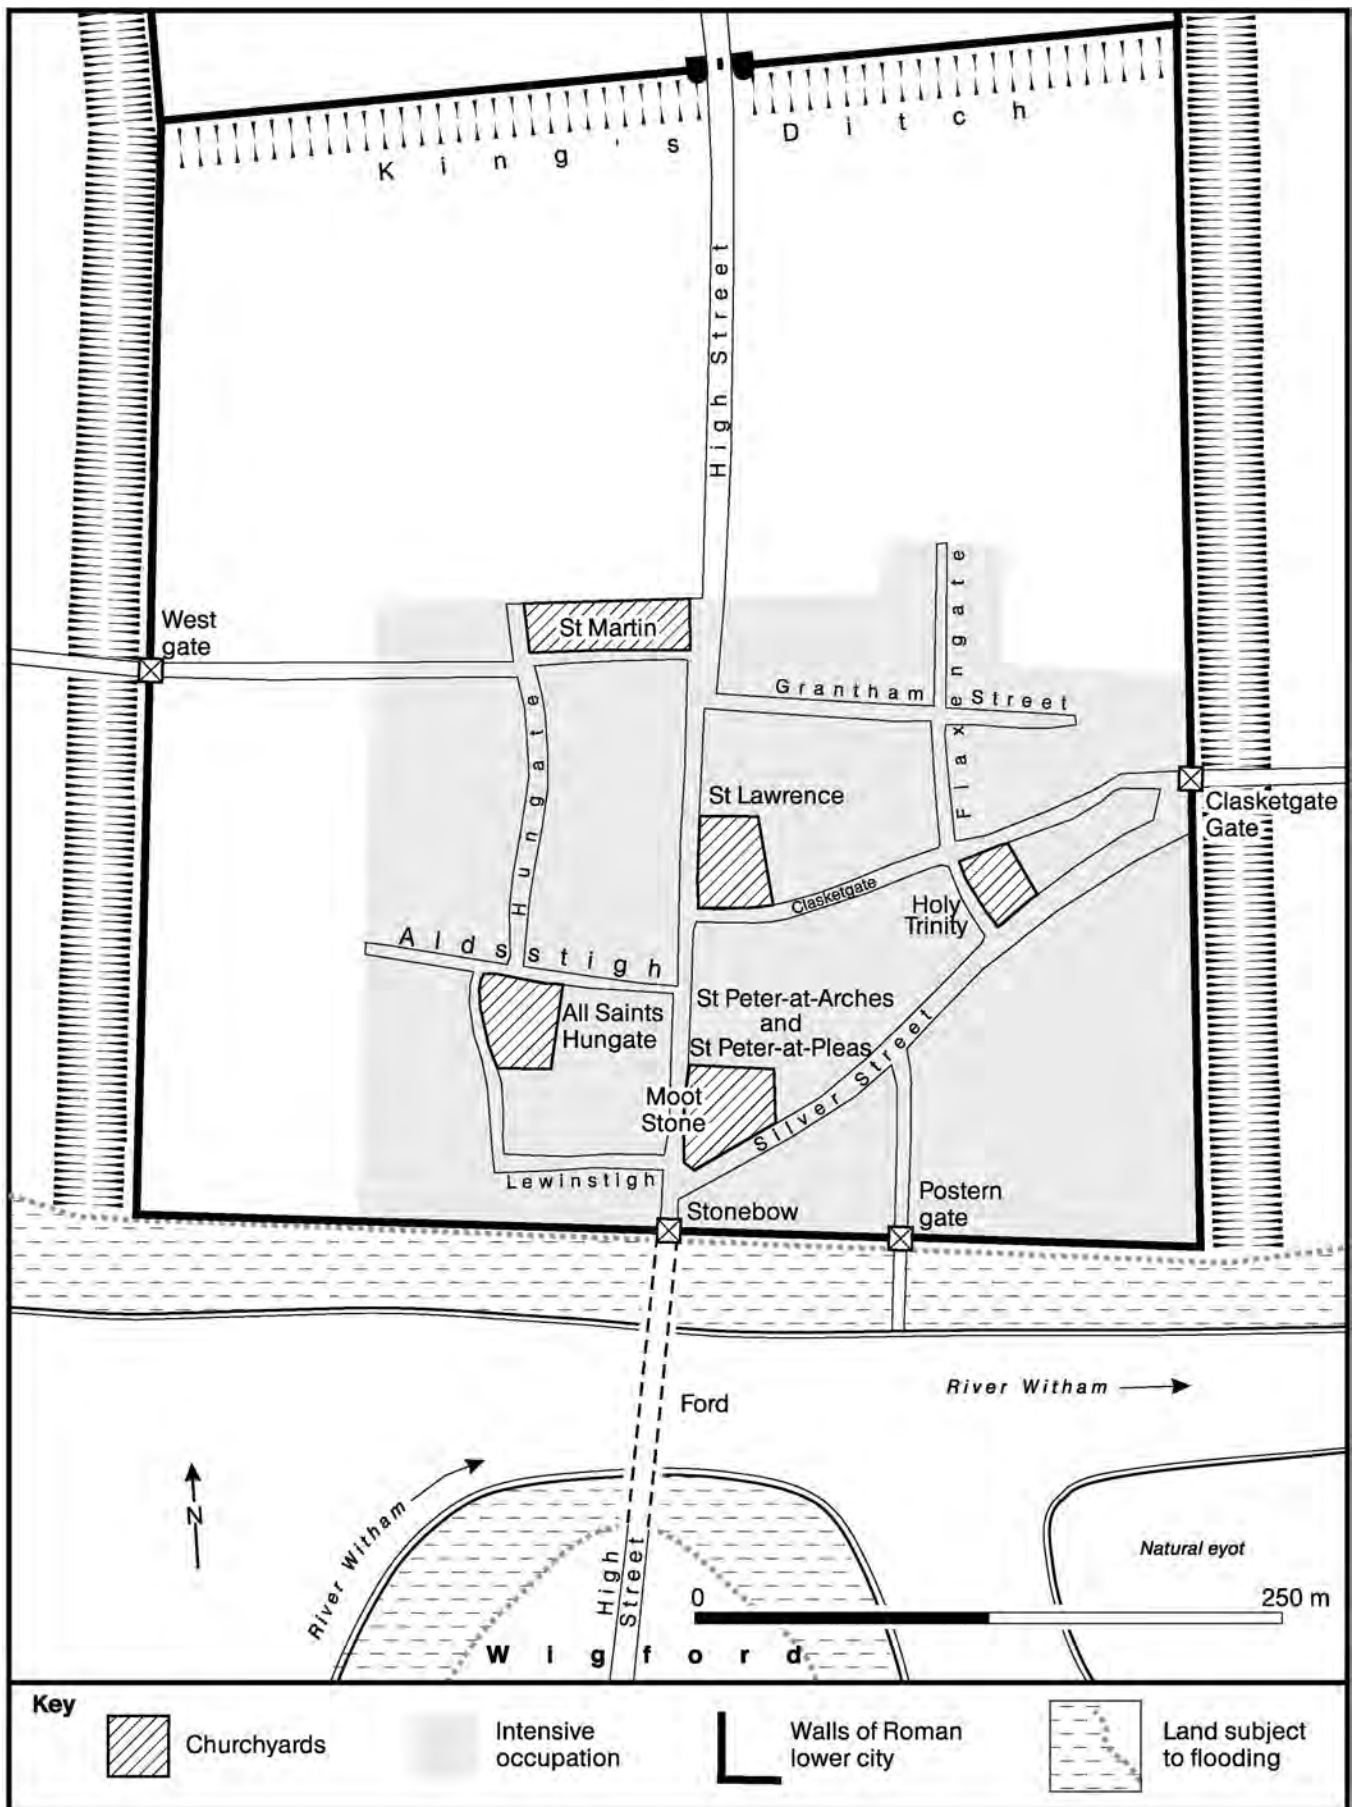 King's Ditch
High Street
West
gate
St Martin
Flaxengate
Grantham Street
Hungate
St Lawrence
Clasketgate
Gate
Clasketgate
Holy
Trinity
Aldsstigh
All Saints
Hungate
St Peter-at-Arches
and
St Peter-at-Pleas
Moot
Stone
Silver Street
Lewinstigh
Stonebow
Postern
gate
River Witham
Ford
River Witham
N
High
Street
Natural eyot
0 250 m
Wigford
Key
Churchyards
Intensive
occupation
Walls of Roman
lower city
Land subject
to flooding